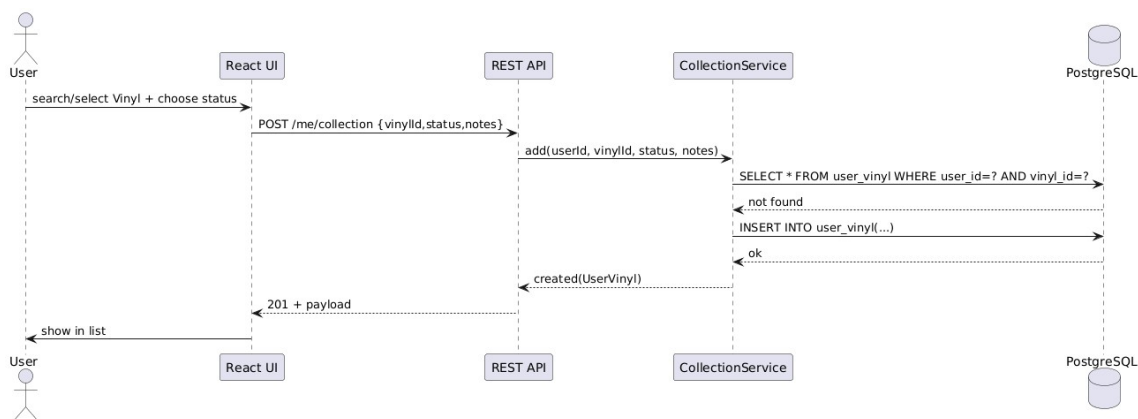 User
React UI
REST API
CollectionService
PostgreSQL
search/select Vinyl + choose status
POST /me/collection {vinylId,status,notes}
add(userId, vinylId, status, notes)
SELECT * FROM user_vinyl WHERE user_id=? AND vinyl_id=?
not found
INSERT INTO user_vinyl(...)
ok
created(UserVinyl)
201 + payload
show in list
User
React UI
REST API
CollectionService
PostgreSQL